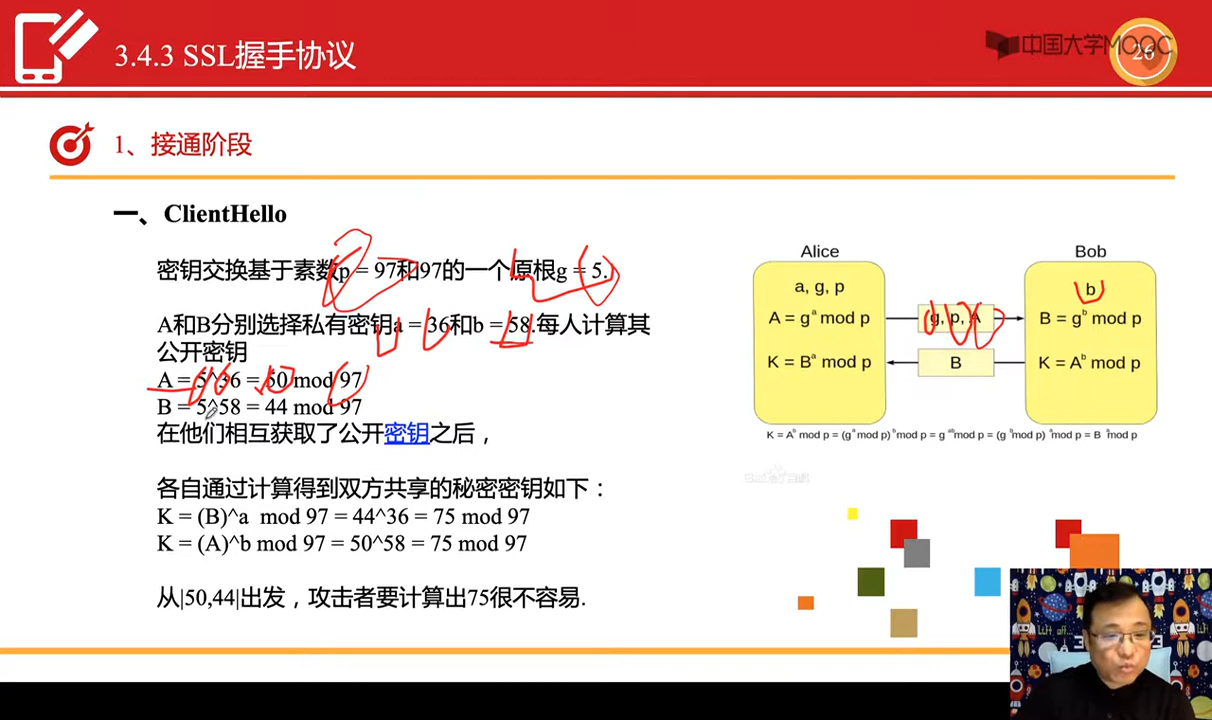 3.4.3 SSL握手协议
中国大学MOOC
26
1、接通阶段
一、ClientHello
密钥交换基于素数p = 97和97的一个原根g = 5.
A和B分别选择私有密钥a = 36和b = 58.每人计算其
公开密钥
A = 5^36 = 50 mod 97
B = 5^58 = 44 mod 97
在他们相互获取了公开密钥之后，
各自通过计算得到双方共享的秘密密钥如下：
K = (B)^a mod 97 = 44^36 = 75 mod 97
K = (A)^b mod 97 = 50^58 = 75 mod 97
从|50,44|出发，攻击者要计算出75很不容易.
Alice
a, g, p
A = g^a mod p
K = B^a mod p
g, p, A
B
Bob
b
B = g^b mod p
K = A^b mod p
K = A^b mod p = (g^a mod p)^b mod p = g^ab mod p = (g^b mod p)^a mod p = B^a mod p